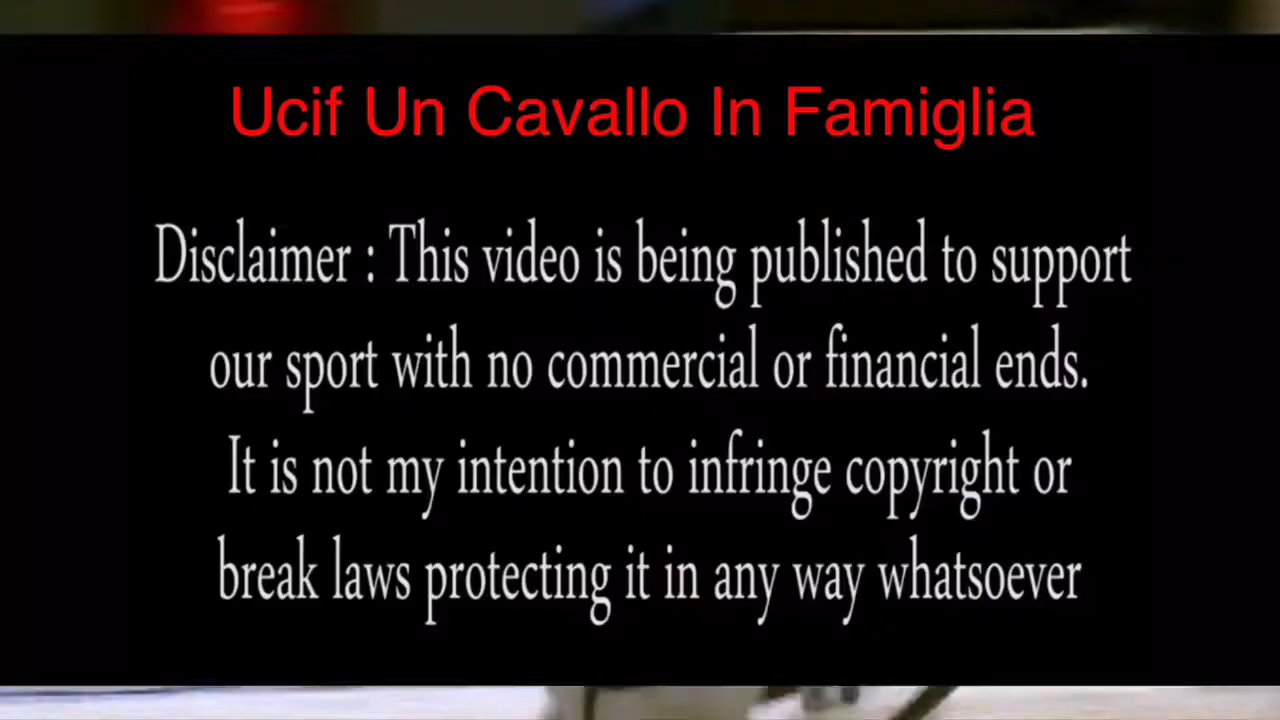 Ucif Un Cavallo In Famiglia
Disclaimer : This video is being published to support
our sport with no commercial or financial ends.
It is not my intention to infringe copyright or
break laws protecting it in any way whatsoever